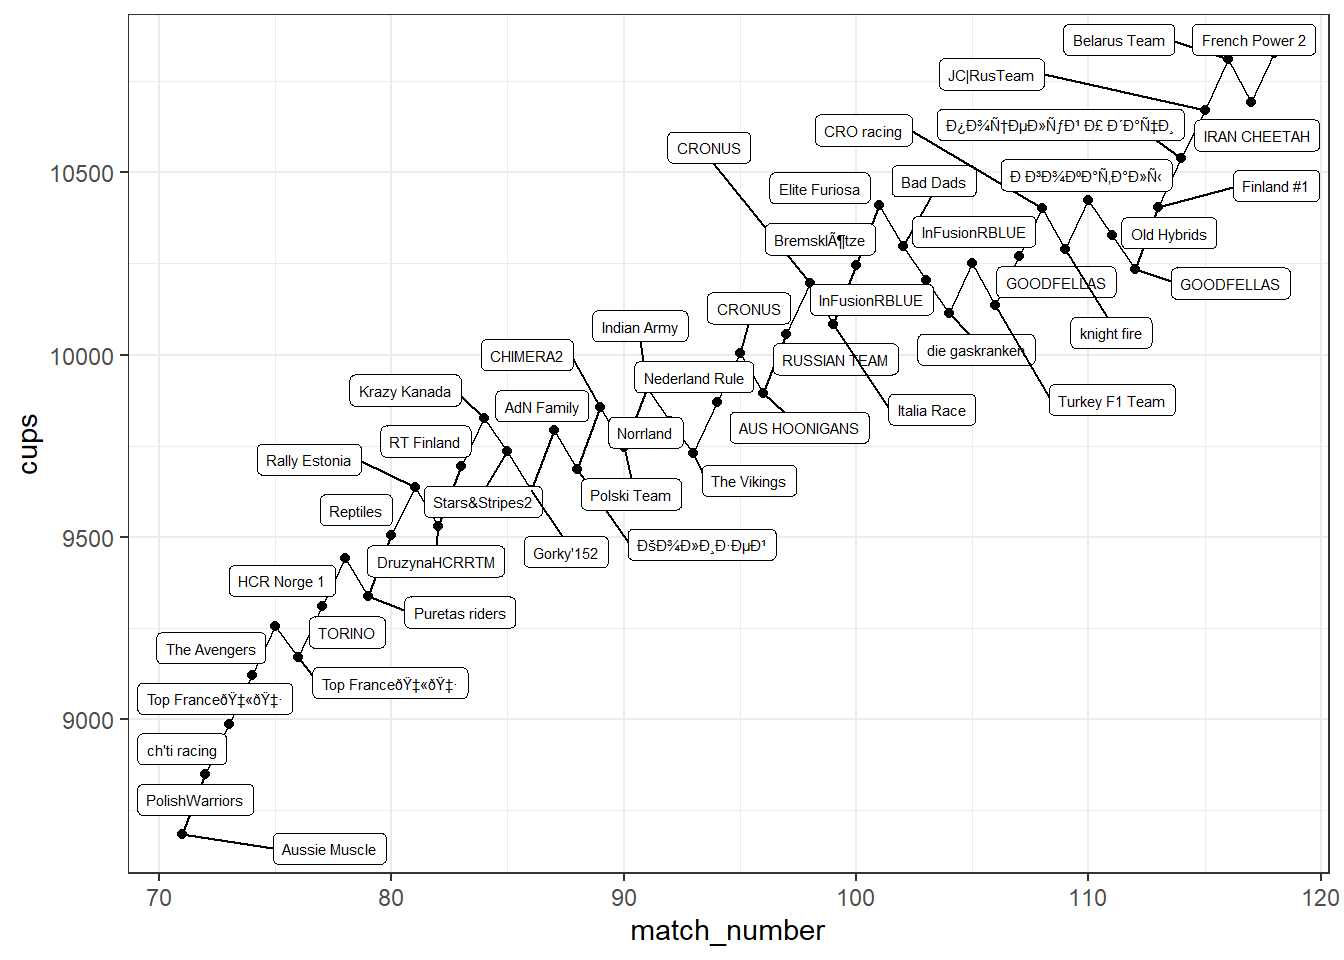 Belarus Team
French Power 2
JC|RusTeam
Ð¿Ð¾Ñ†ÐµÐ»ÑƒÐ¹ Ð£ Ð´Ð°Ñ‡Ð¸
CRO racing
IRAN CHEETAH
CRONUS
10500
Ð Ð³Ð¾ÐºÐ°Ñ‚Ð°Ð»Ñ‹
Bad Dads
Finland #1
Elite Furiosa
InFusionRBLUE
Old Hybrids
BremsklÃ¶tze
GOODFELLAS
GOODFELLAS
InFusionRBLUE
CRONUS
Indian Army
knight fire
die gaskranken
10000
CHIMERA2
RUSSIAN TEAM
Nederland Rule
Krazy Kanada
Turkey F1 Team
AdN Family
Italia Race
AUS HOONIGANS
Norrland
RT Finland
Rally Estonia
The Vikings
Polski Team
Stars&Stripes2
Reptiles
9500
ÐšÐ¾Ð»Ð¸Ð·ÐµÐ¹
Gorky'152
DruzynaHCRRTM
HCR Norge 1
Puretas riders
TORINO
The Avengers
Top FranceðŸ‡«ðŸ‡·
Top FranceðŸ‡«ðŸ‡·
9000
ch'ti racing
PolishWarriors
Aussie Muscle
70
80
90
100
110
120
match_number
cups